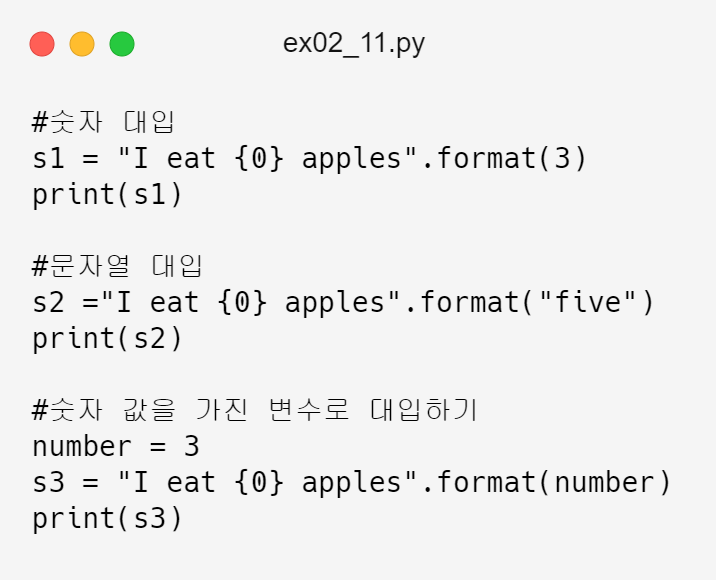 ex02_11.py
#숫자 대입
s1 = "I eat {0} apples".format(3)
print(s1)
#문자열 대입
s2 ="I eat {0} apples".format("five")
print(s2)
#숫자 값을 가진 변수로 대입하기
number = 3
s3 = "I eat {0} apples".format(number)
print(s3)